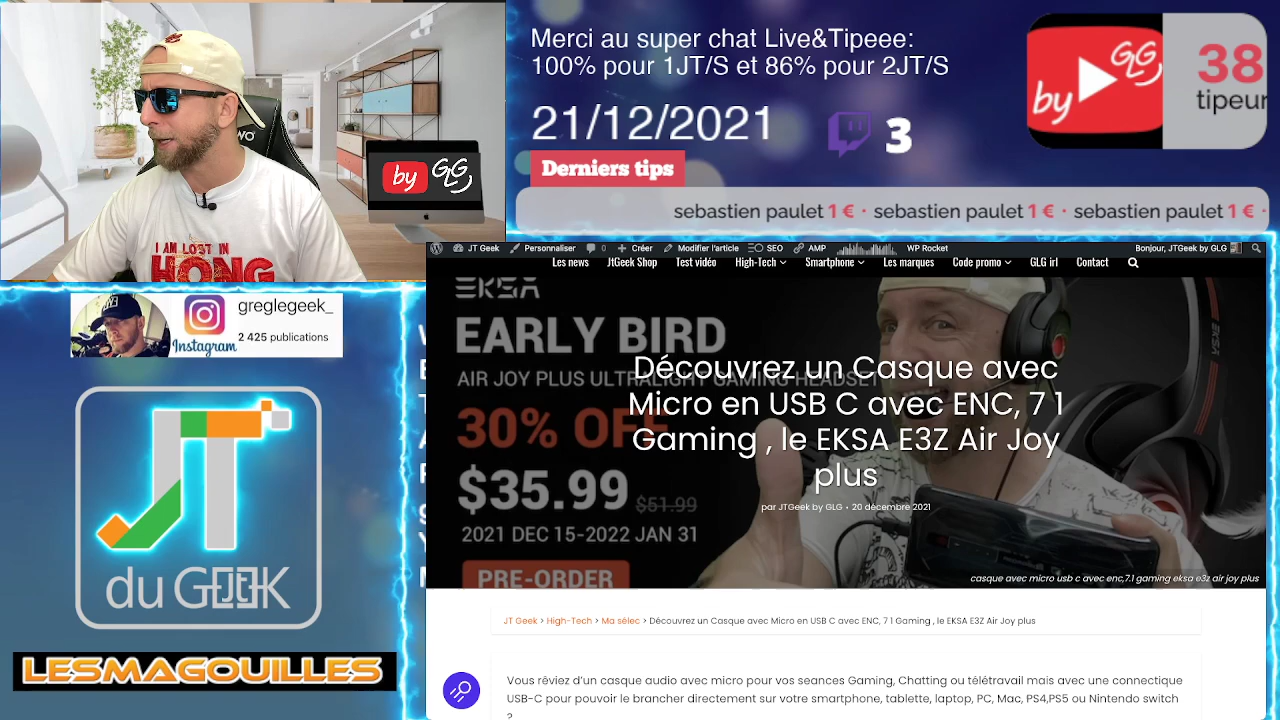 Merci au super chat Live&Tipeee:
100% pour 1JT/S et 86% pour 2JT/S
21/12/2021
3
by GLG
38
tipeur
Derniers tips
sebastien paulet 1 € · sebastien paulet 1 € · sebastien paulet 1 € ·
by GLG
I AM LOST IN
HONG
greglegeek_
2 425 publications
Instagram
JT
du GEEK
LESMAGOUILLES
JT Geek Personnaliser 0 Créer Modifier l'article SEO AMP WP Rocket Bonjour, JTGeek by GLG
Les news JtGeek Shop Test vidéo High-Tech Smartphone Les marques Code promo GLG irl Contact
EKSA
EARLY BIRD
AIR JOY PLUS ULTRALIGHT GAMING HEADSET
30% OFF
$35.99 $51.99
2021 DEC 15-2022 JAN 31
PRE-ORDER
EKSA
Découvrez un Casque avec
Micro en USB C avec ENC, 7 1
Gaming , le EKSA E3Z Air Joy
plus
par JTGeek by GLG • 20 décembre 2021
casque avec micro usb c avec enc,7.1 gaming eksa e3z air joy plus
JT Geek > High-Tech > Ma sélec > Découvrez un Casque avec Micro en USB C avec ENC, 7 1 Gaming , le EKSA E3Z Air Joy plus
Vous rêviez d'un casque audio avec micro pour vos seances Gaming, Chatting ou télétravail mais avec une connectique
USB-C pour pouvoir le brancher directement sur votre smartphone, tablette, laptop, PC, Mac, PS4,PS5 ou Nintendo switch
?